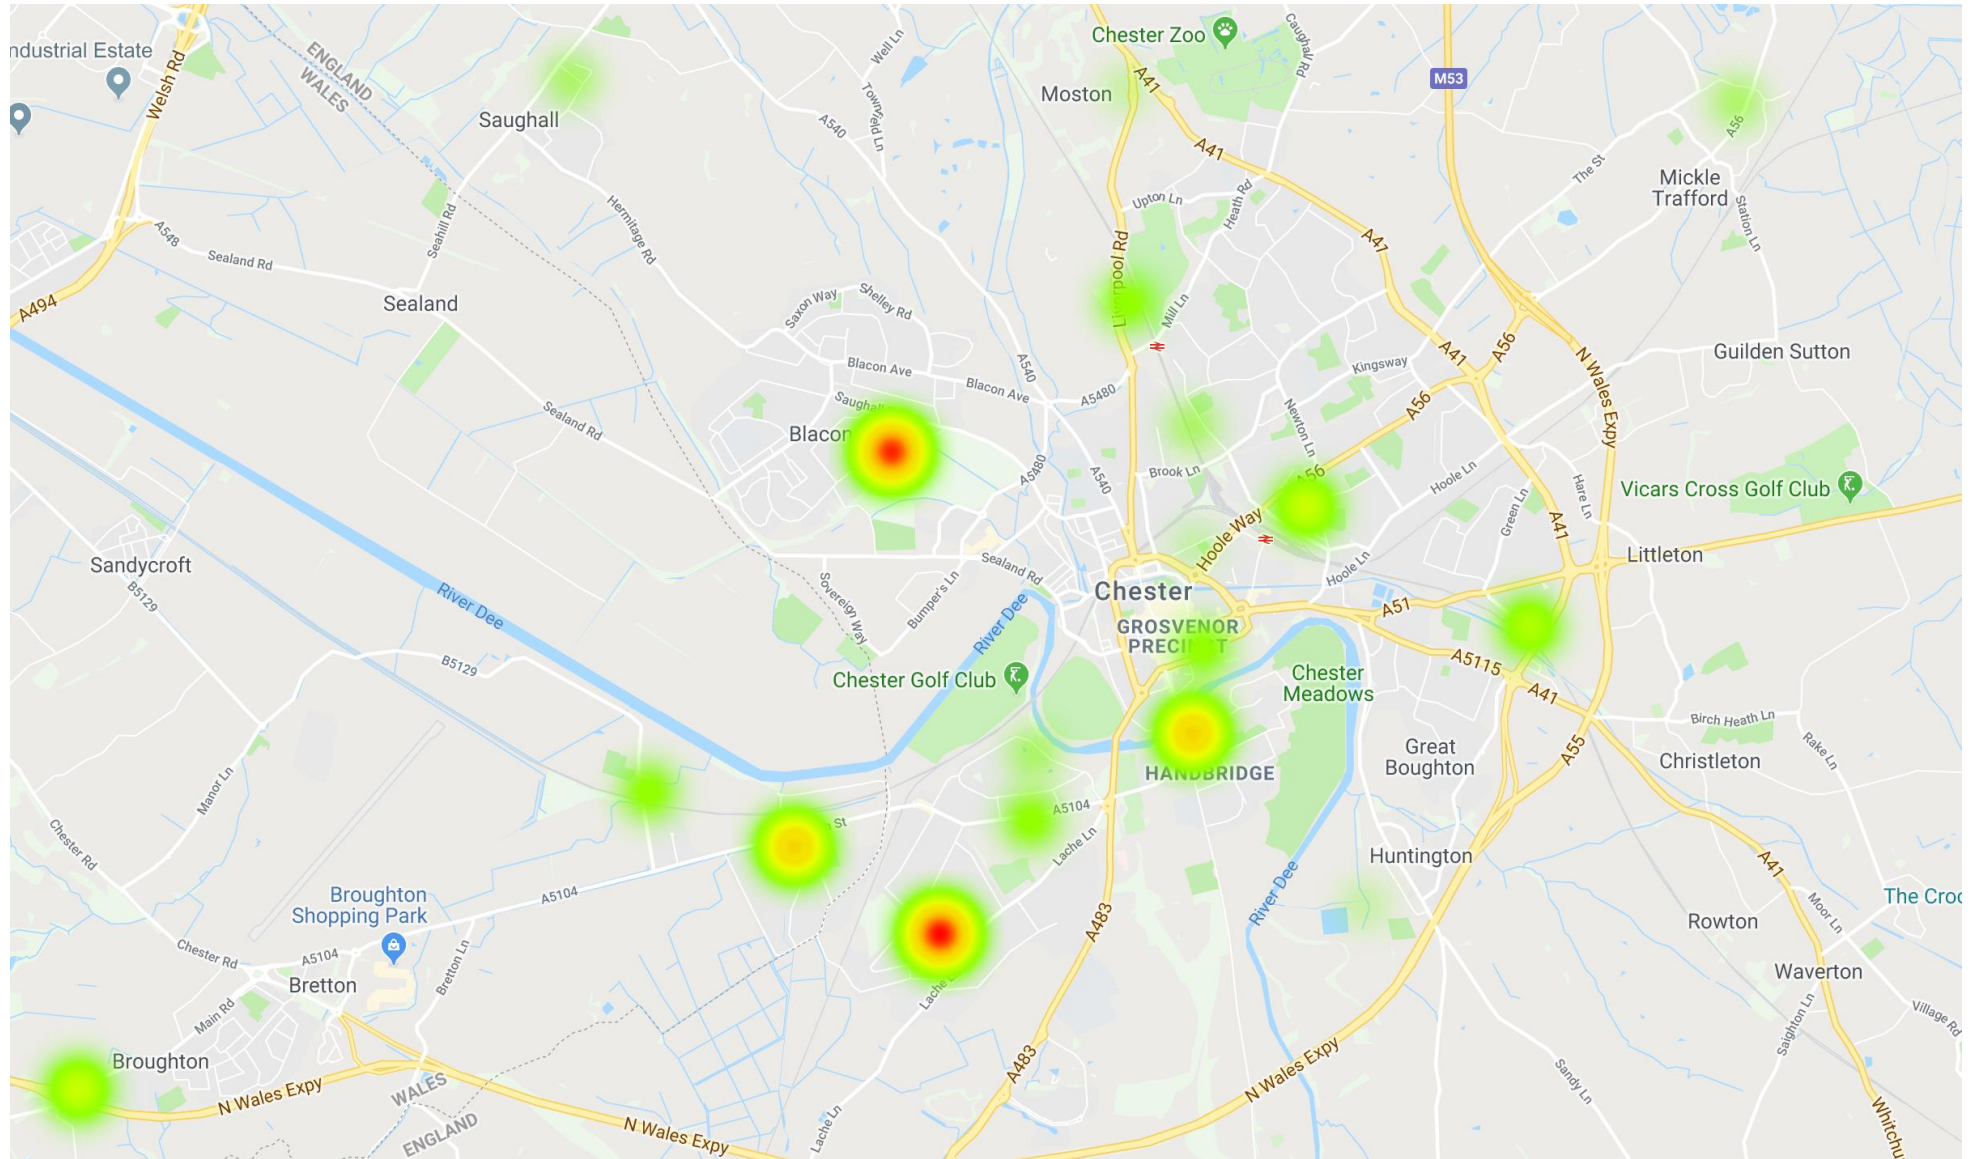 ndustrial Estate
Welsh Rd
ENGLAND
WALES
Saughall
Well Ln
Townfield Ln
A540
Chester Zoo
Caughall Rd
Moston
A41
M53
A56
A41
The St
Mickle
Trafford
Station Ln
Upton Ln
Heath Rd
A41
A548
Sealand Rd
Seahill Rd
Hermitage Rd
A494
Sealand
Saxon Way
Shelley Rd
Liverpool Rd
Mill Ln
A41
A56
N Wales Expy
Guilden Sutton
Kingsway
Blacon Ave
Blacon Ave
A540
A5480
Saughall
Sealand Rd
Blacon
Newton Ln
A56
A5480
A540
Brook Ln
A56
Hoole Ln
Hare Ln
Green Ln
Vicars Cross Golf Club
A41
Hoole Way
Sandycroft
B5129
River Dee
Sealand Rd
Sovereign Way
Bumper's Ln
River Dee
Chester
Hoole Ln
Littleton
A51
GROSVENOR
PRECINCT
B5129
Chester Golf Club
Chester
Meadows
A5115
A41
Birch Heath Ln
Rake Ln
Manor Ln
HANDBRIDGE
Great
Boughton
A55
Christleton
Chester Rd
St
A5104
Lache Ln
Huntington
A41
Broughton
Shopping Park
A5104
River Dee
The Croc
Moor Ln
Rowton
Chester Rd
A5104
Bretton Ln
A483
Bretton
Lache
Waverton
Main Rd
Saighton Ln
Village Rd
Broughton
A483
N Wales Expy
Sandy Ln
N Wales Expy
WALES
ENGLAND
N Wales Expy
Lache Ln
Whitchu